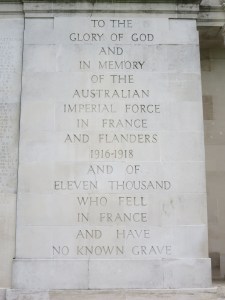 TO THE
GLORY OF GOD
AND
IN MEMORY
OF THE
AUSTRALIAN
IMPERIAL FORCE
IN FRANCE
AND FLANDERS
1916-1918
AND OF
ELEVEN THOUSAND
WHO FELL
IN FRANCE
AND HAVE
NO KNOWN GRAVE